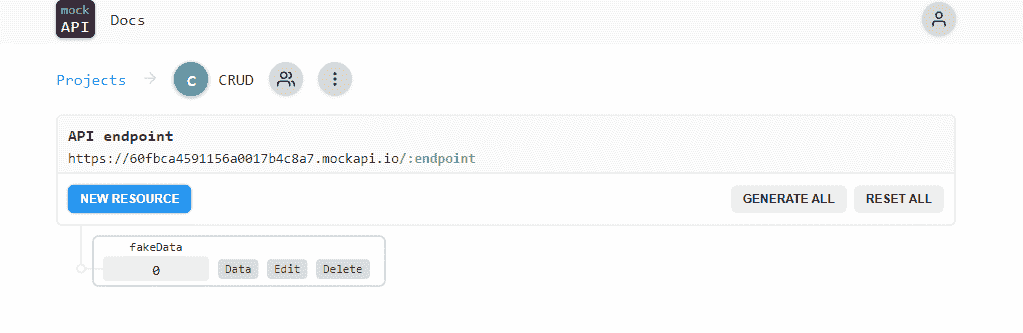 mock
API Docs
Projects C CRUD
API endpoint
https://60fbca4591156a0017b4c8a7.mockapi.io/:endpoint
NEW RESOURCE GENERATE ALL RESET ALL
fakeData
0 Data Edit Delete